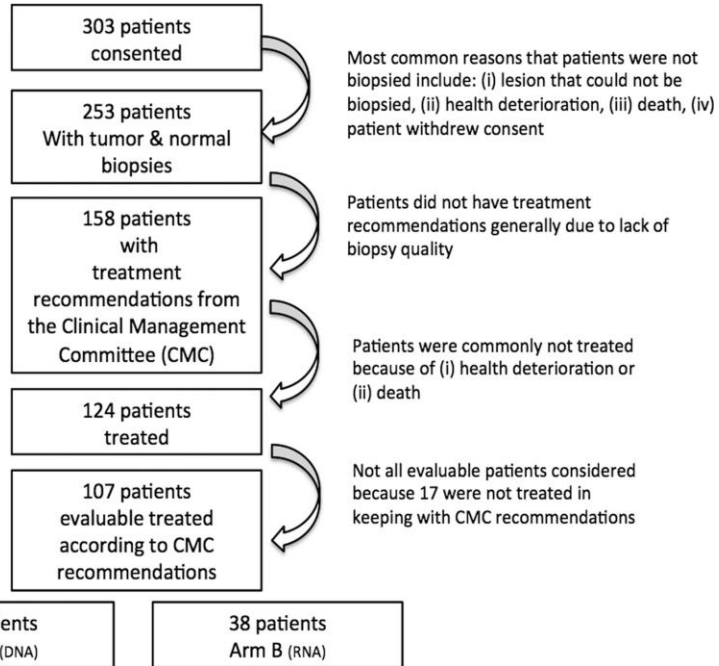 303 patients
consented
Most common reasons that patients were not
biopsied include: (i) lesion that could not be
biopsied, (ii) health deterioration, (iii) death, (iv)
patient withdrew consent
253 patients
With tumor & normal
biopsies
Patients did not have treatment
recommendations generally due to lack of
biopsy quality
158 patients
with
treatment
recommendations from
the Clinical Management
Committee (CMC)
Patients were commonly not treated
because of (i) health deterioration or
(ii) death
124 patients
treated
Not all evaluable patients considered
because 17 were not treated in
keeping with CMC recommendations
107 patients
evaluable treated
according to CMC
recommendations
ents
(DNA)
38 patients
Arm B (RNA)